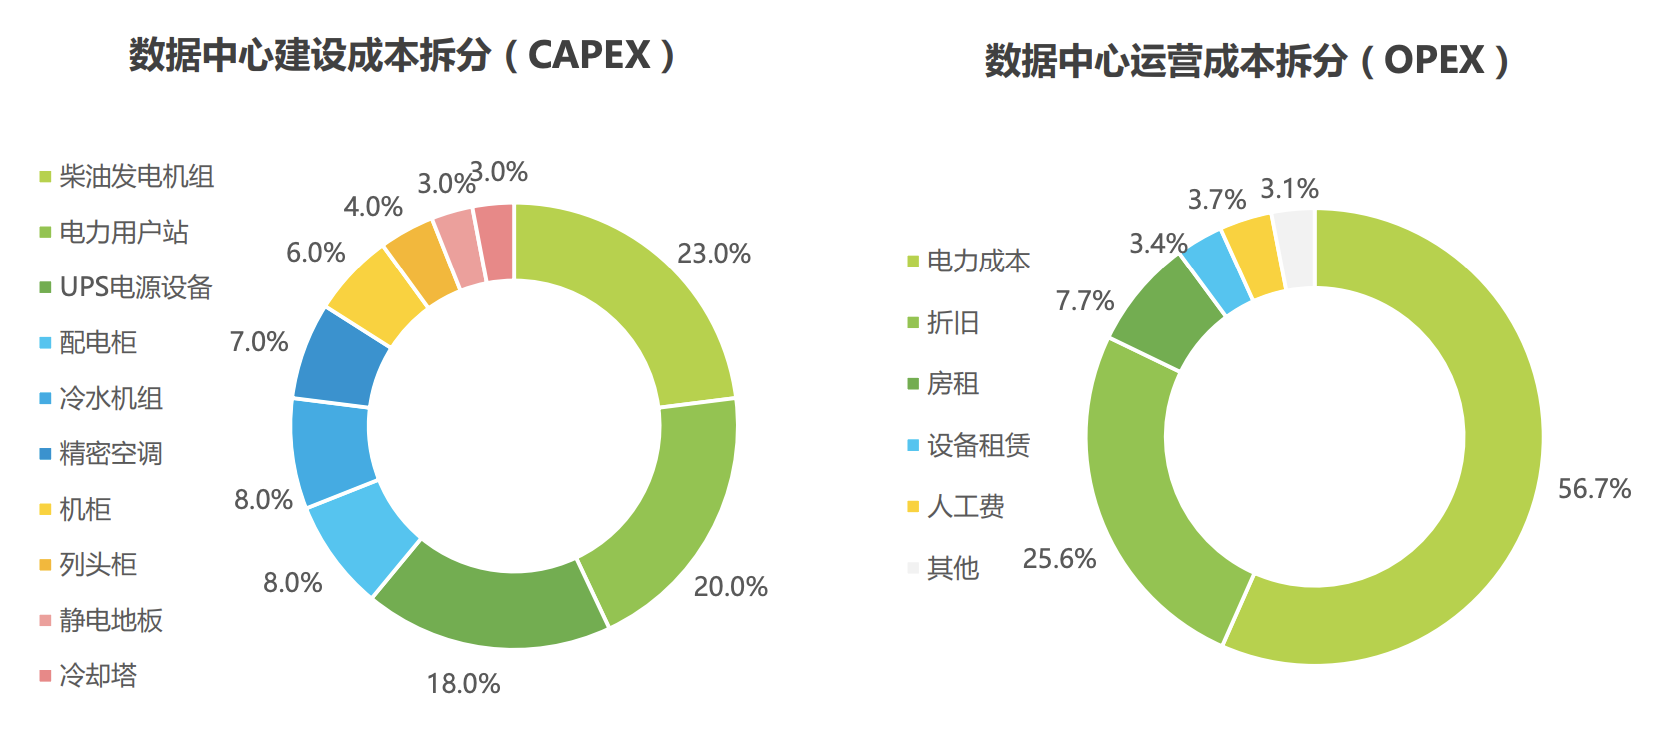 数据中心建设成本拆分（CAPEX）
柴油发电机组
电力用户站
UPS电源设备
配电柜
冷水机组
精密空调
机柜
列头柜
静电地板
冷却塔
23.0%
20.0%
18.0%
8.0%
8.0%
7.0%
6.0%
4.0%
3.0%
3.0%
数据中心运营成本拆分（OPEX）
电力成本
折旧
房租
设备租赁
人工费
其他
56.7%
25.6%
7.7%
3.4%
3.7%
3.1%